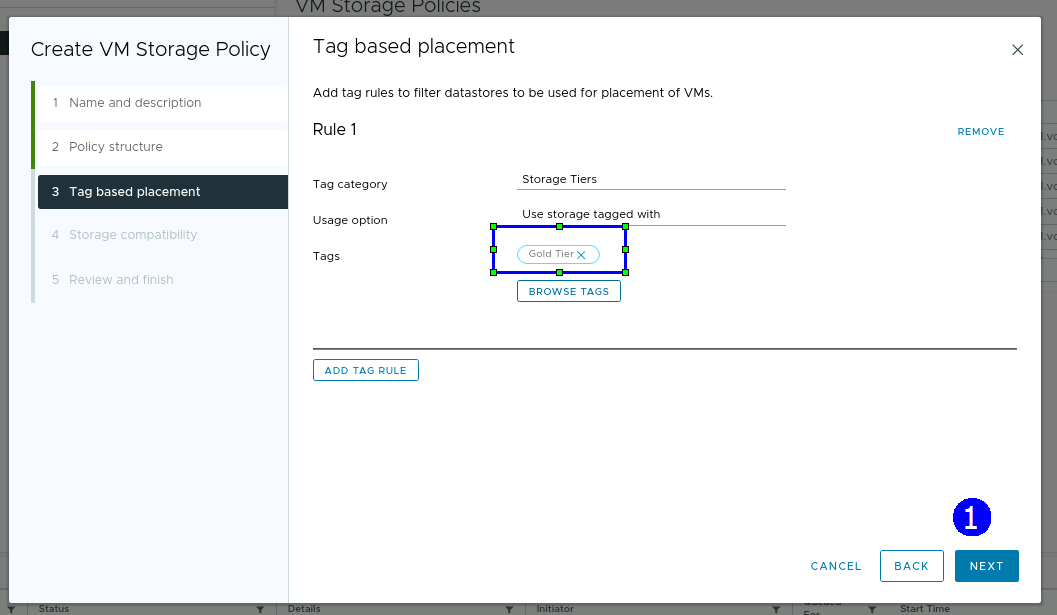 VM Storage Policies
Create VM Storage Policy
1 Name and description
2 Policy structure
3 Tag based placement
4 Storage compatibility
5 Review and finish
Tag based placement
Add tag rules to filter datastores to be used for placement of VMs.
Rule 1
REMOVE
Tag category
Storage Tiers
Usage option
Use storage tagged with
Tags
Gold Tier
BROWSE TAGS
ADD TAG RULE
1
CANCEL
BACK
NEXT
Status
Details
Initiator
For
Start Time